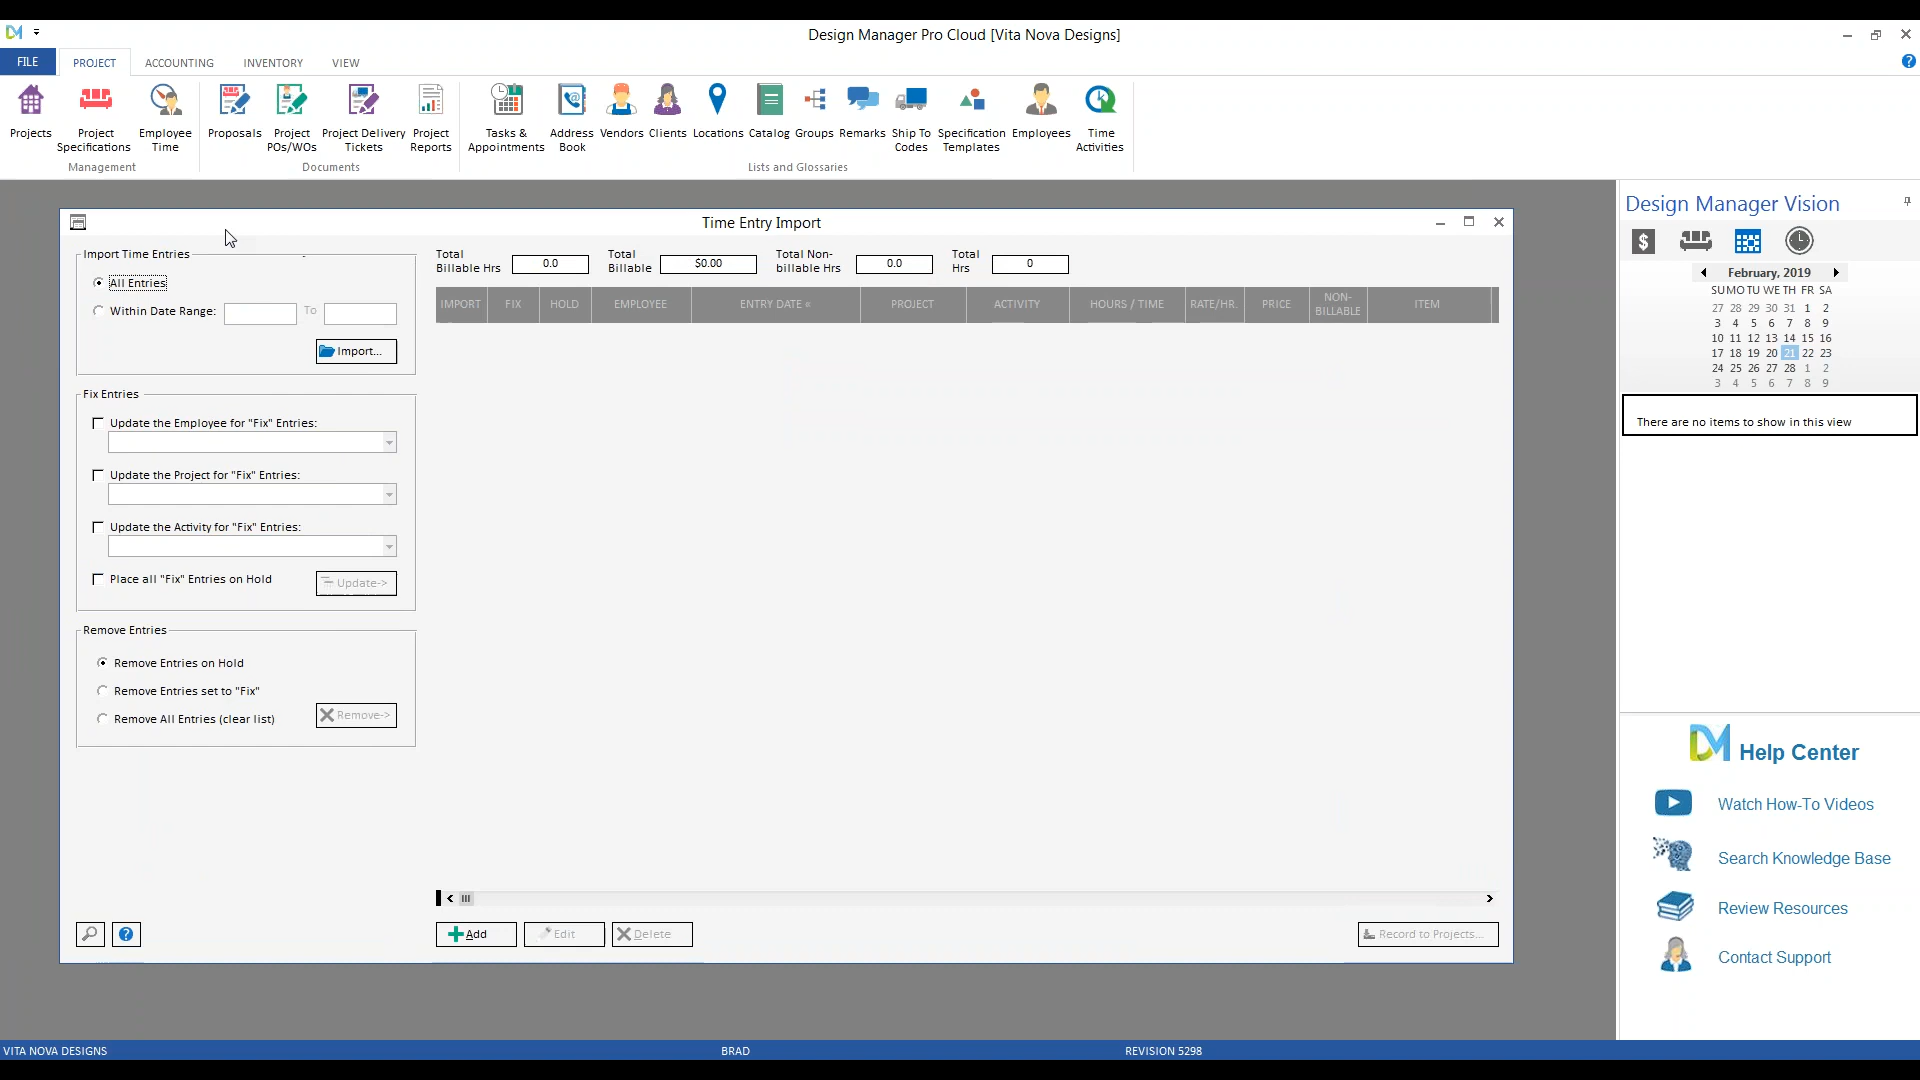 DM
Design Manager Pro Cloud [Vita Nova Designs]
FILE PROJECT ACCOUNTING INVENTORY VIEW
Projects
Project Specifications
Employee Time
Management
Proposals
Project POs/WOs
Project Delivery Tickets
Project Reports
Documents
Tasks & Appointments
Address Book
Vendors
Clients
Locations
Catalog
Groups
Remarks
Ship To Codes
Specification Templates
Employees
Time Activities
Lists and Glossaries
Time Entry Import
Import Time Entries
All Entries
Within Date Range: To
Import...
Fix Entries
Update the Employee for "Fix" Entries:
Update the Project for "Fix" Entries:
Update the Activity for "Fix" Entries:
Place all "Fix" Entries on Hold
Update->
Remove Entries
Remove Entries on Hold
Remove Entries set to "Fix"
Remove All Entries (clear list)
Remove->
Total Billable Hrs 0.0
Total Billable $0.00
Total Non-billable Hrs 0.0
Total Hrs 0
IMPORT FIX HOLD EMPLOYEE ENTRY DATE PROJECT ACTIVITY HOURS / TIME RATE/HR. PRICE NON-BILLABLE ITEM
Add Edit Delete Record to Projects...
Design Manager Vision
February, 2019
SU MO TU WE TH FR SA
27 28 29 30 31 1 2
3 4 5 6 7 8 9
10 11 12 13 14 15 16
17 18 19 20 21 22 23
24 25 26 27 28 1 2
3 4 5 6 7 8 9
There are no items to show in this view
DM Help Center
Watch How-To Videos
Search Knowledge Base
Review Resources
Contact Support
VITA NOVA DESIGNS BRAD REVISION 5298